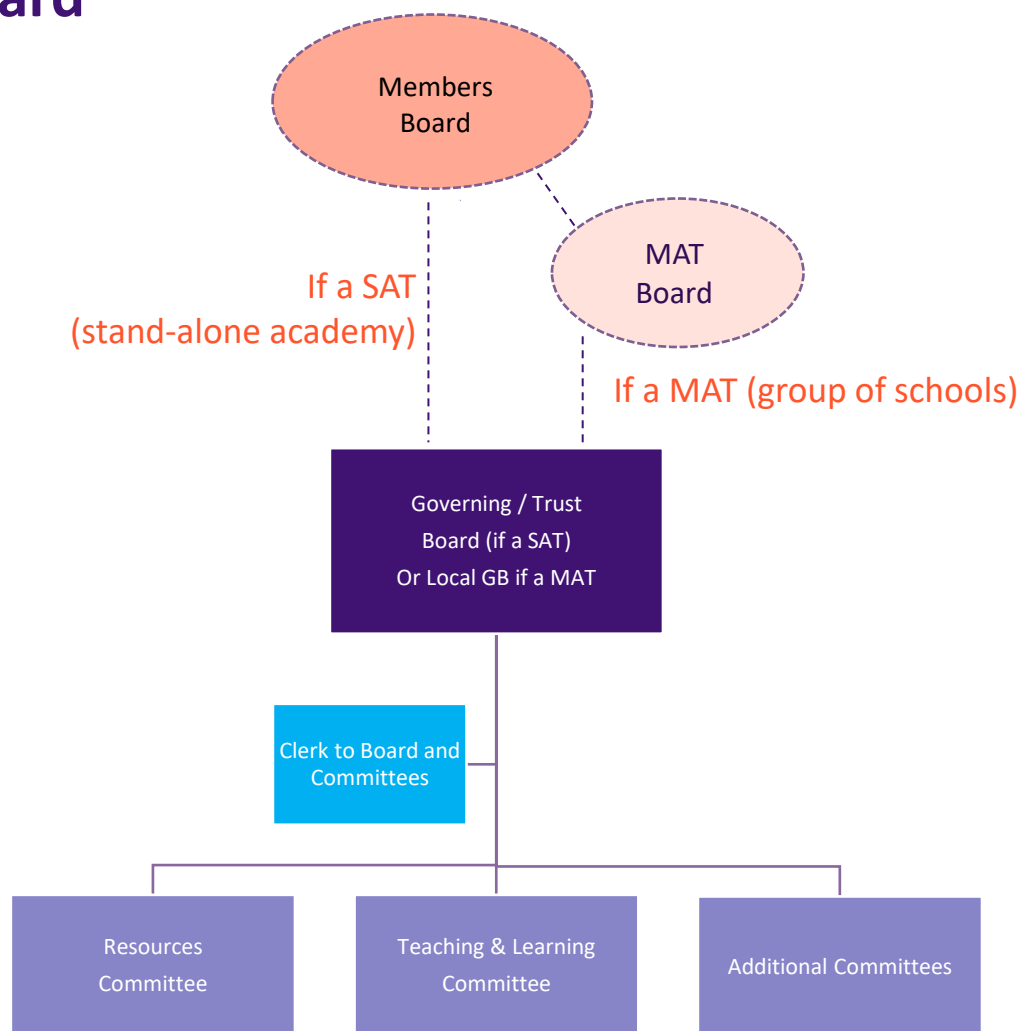 Members
Board
MAT
Board
If a SAT
(stand-alone academy)
If a MAT (group of schools)
Governing / Trust
Board (if a SAT)
Or Local GB if a MAT
Clerk to Board and
Committees
Resources
Committee
Teaching & Learning
Committee
Additional Committees